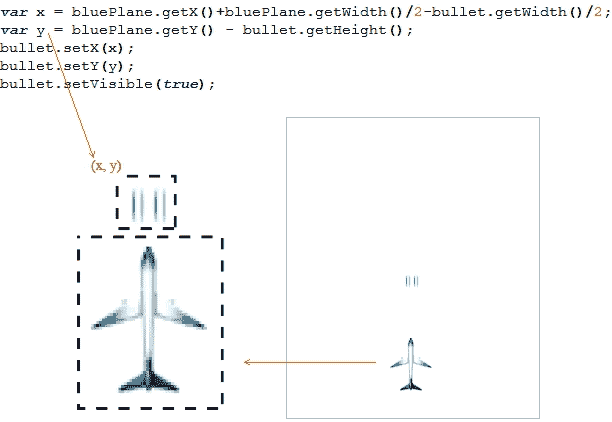 var x = bluePlane.getX()+bluePlane.getWidth()/2-bullet.getWidth()/2;
var y = bluePlane.getY() - bullet.getHeight();
bullet.setX(x);
bullet.setY(y);
bullet.setVisible(true);
(x, y)